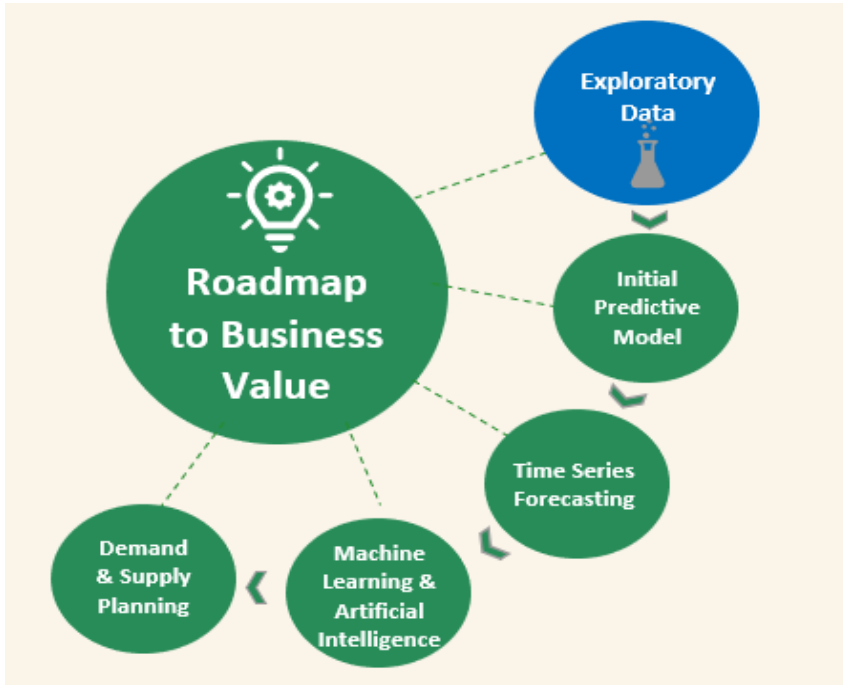 Exploratory
Data
Roadmap
to Business
Value
Initial
Predictive
Model
Time Series
Forecasting
Machine
Learning &
Artificial
Intelligence
Demand
& Supply
Planning